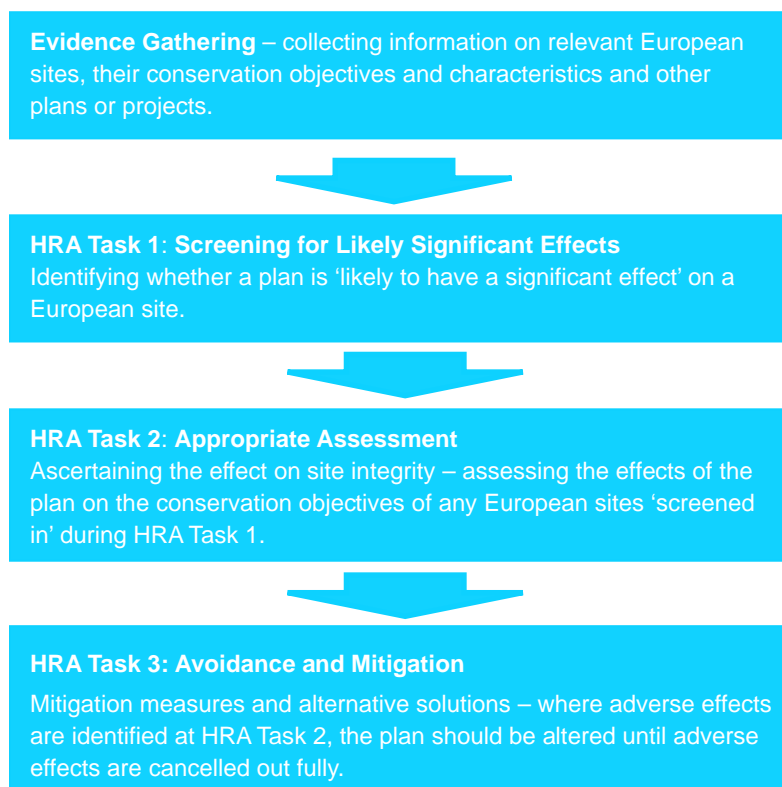 Evidence Gathering – collecting information on relevant European
sites, their conservation objectives and characteristics and other
plans or projects.
HRA Task 1: Screening for Likely Significant Effects
Identifying whether a plan is ‘likely to have a significant effect’ on a
European site.
HRA Task 2: Appropriate Assessment
Ascertaining the effect on site integrity – assessing the effects of the
plan on the conservation objectives of any European sites ‘screened
in’ during HRA Task 1.
HRA Task 3: Avoidance and Mitigation
Mitigation measures and alternative solutions – where adverse effects
are identified at HRA Task 2, the plan should be altered until adverse
effects are cancelled out fully.